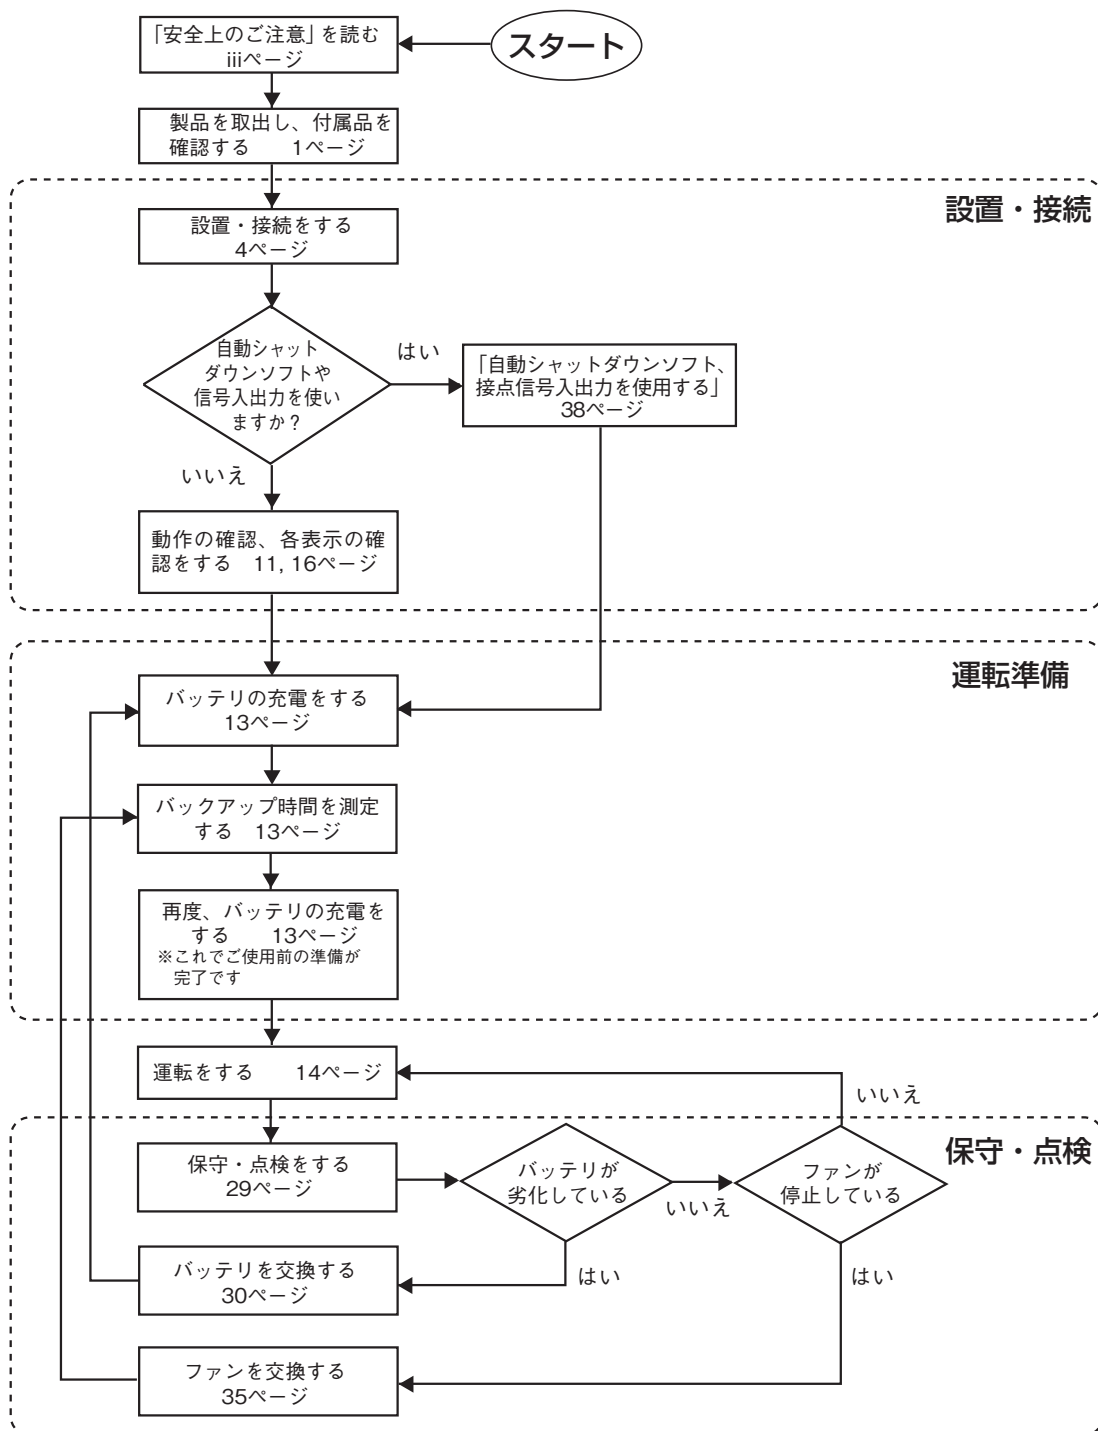 スタート
「安全上のご注意」を読む
iiiページ
製品を取出し、付属品を
確認する　　1ページ
設置・接続
設置・接続をする
4ページ
自動シャット
ダウンソフトや
信号入出力を使い
ますか？
はい
「自動シャットダウンソフト、
接点信号入出力を使用する」
38ページ
いいえ
動作の確認、各表示の確
認をする　11, 16ページ
運転準備
バッテリの充電をする
13ページ
バックアップ時間を測定
する　13ページ
再度、バッテリの充電を
する　　13ページ
※これでご使用前の準備が
完了です
運転をする　　14ページ
いいえ
保守・点検
保守・点検をする
29ページ
バッテリが
劣化している
いいえ
ファンが
停止している
バッテリを交換する
30ページ
はい
はい
ファンを交換する
35ページ